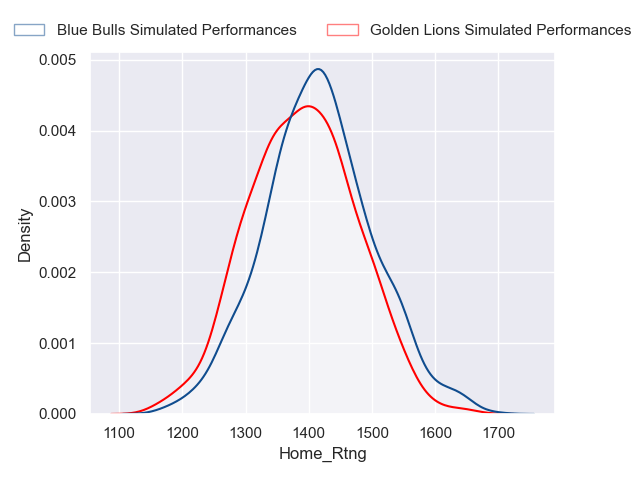 Blue Bulls Simulated Performances Golden Lions Simulated Performances
0.005
0.004
0.003
0.002
0.001
0.000
Density
1100 1200 1300 1400 1500 1600 1700
Home_Rtng